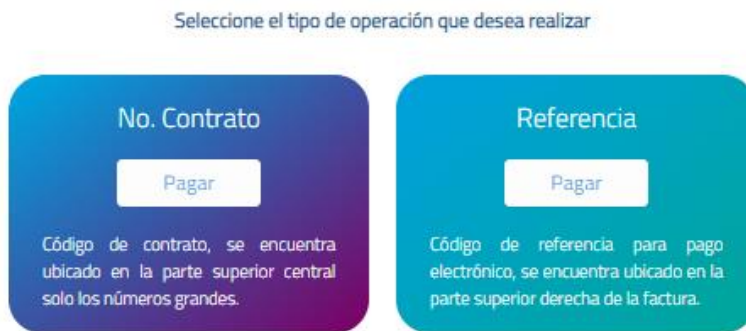 Seleccione el tipo de operación que desea realizar
No. Contrato
Pagar
Código de contrato, se encuentra
ubicado en la parte superior central
solo los números grandes.
Referencia
Pagar
Código de referencia para pago
electrónico, se encuentra ubicado en la
parte superior derecha de la factura.